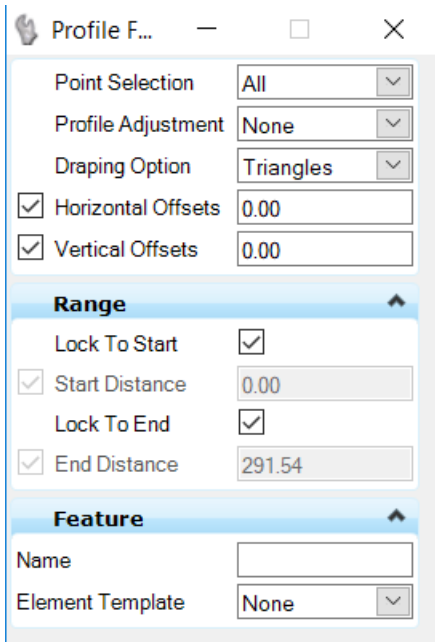 Profile F...
Point Selection All
Profile Adjustment None
Draping Option Triangles
Horizontal Offsets 0.00
Vertical Offsets 0.00
Range
Lock To Start
Start Distance 0.00
Lock To End
End Distance 291.54
Feature
Name
Element Template None